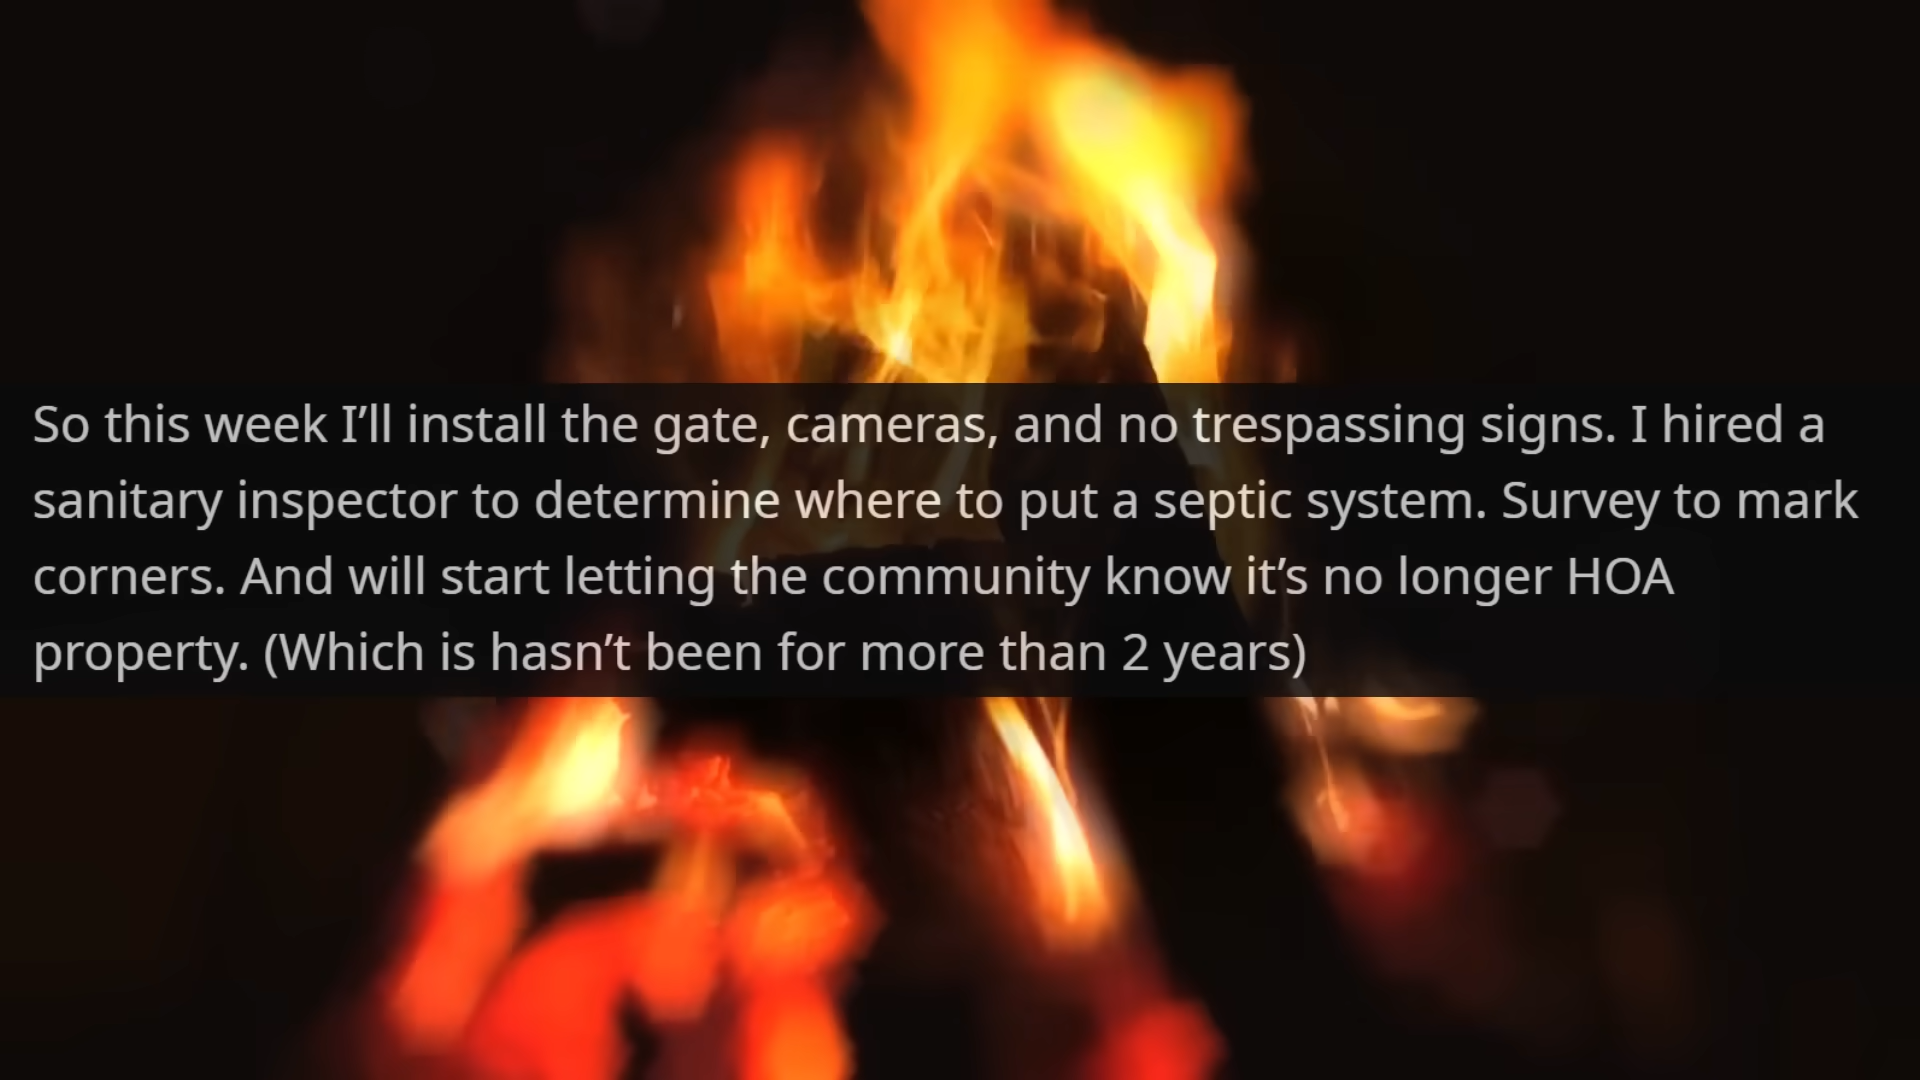 So this week I’ll install the gate, cameras, and no trespassing signs. I hired a
sanitary inspector to determine where to put a septic system. Survey to mark
corners. And will start letting the community know it’s no longer HOA
property. (Which is hasn’t been for more than 2 years)